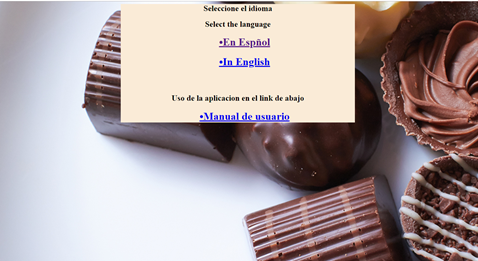 Seleccione el idioma
Select the language
•En Español
•In English
Uso de la aplicacion en el link de abajo
•Manual de usuario